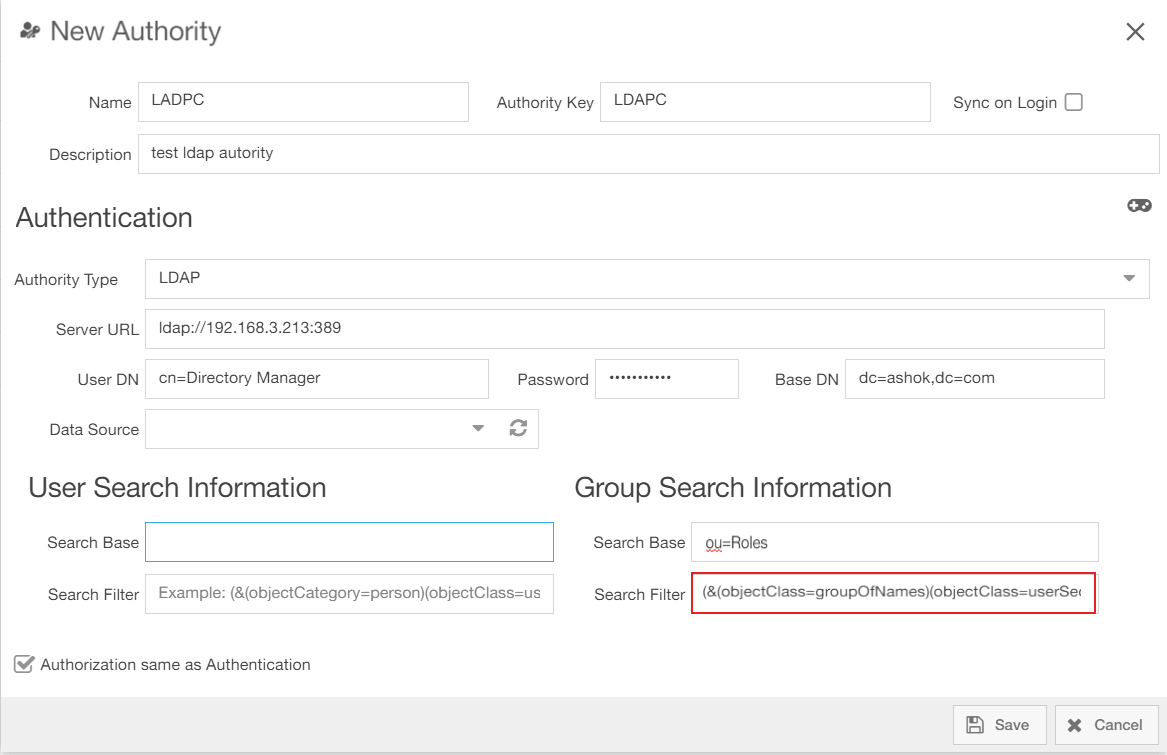 New Authority
Name LADPC Authority Key LDAPC Sync on Login
Description test ldap autority
Authentication
Authority Type LDAP
Server URL ldap://192.168.3.213:389
User DN cn=Directory Manager Password ••••••••••• Base DN dc=ashok,dc=com
Data Source
User Search Information Group Search Information
Search Base Search Base ou=Roles
Search Filter Example: (&(objectCategory=person)(objectClass=us Search Filter (&(objectClass=groupOfNames)(objectClass=userSec
Authorization same as Authentication
Save Cancel